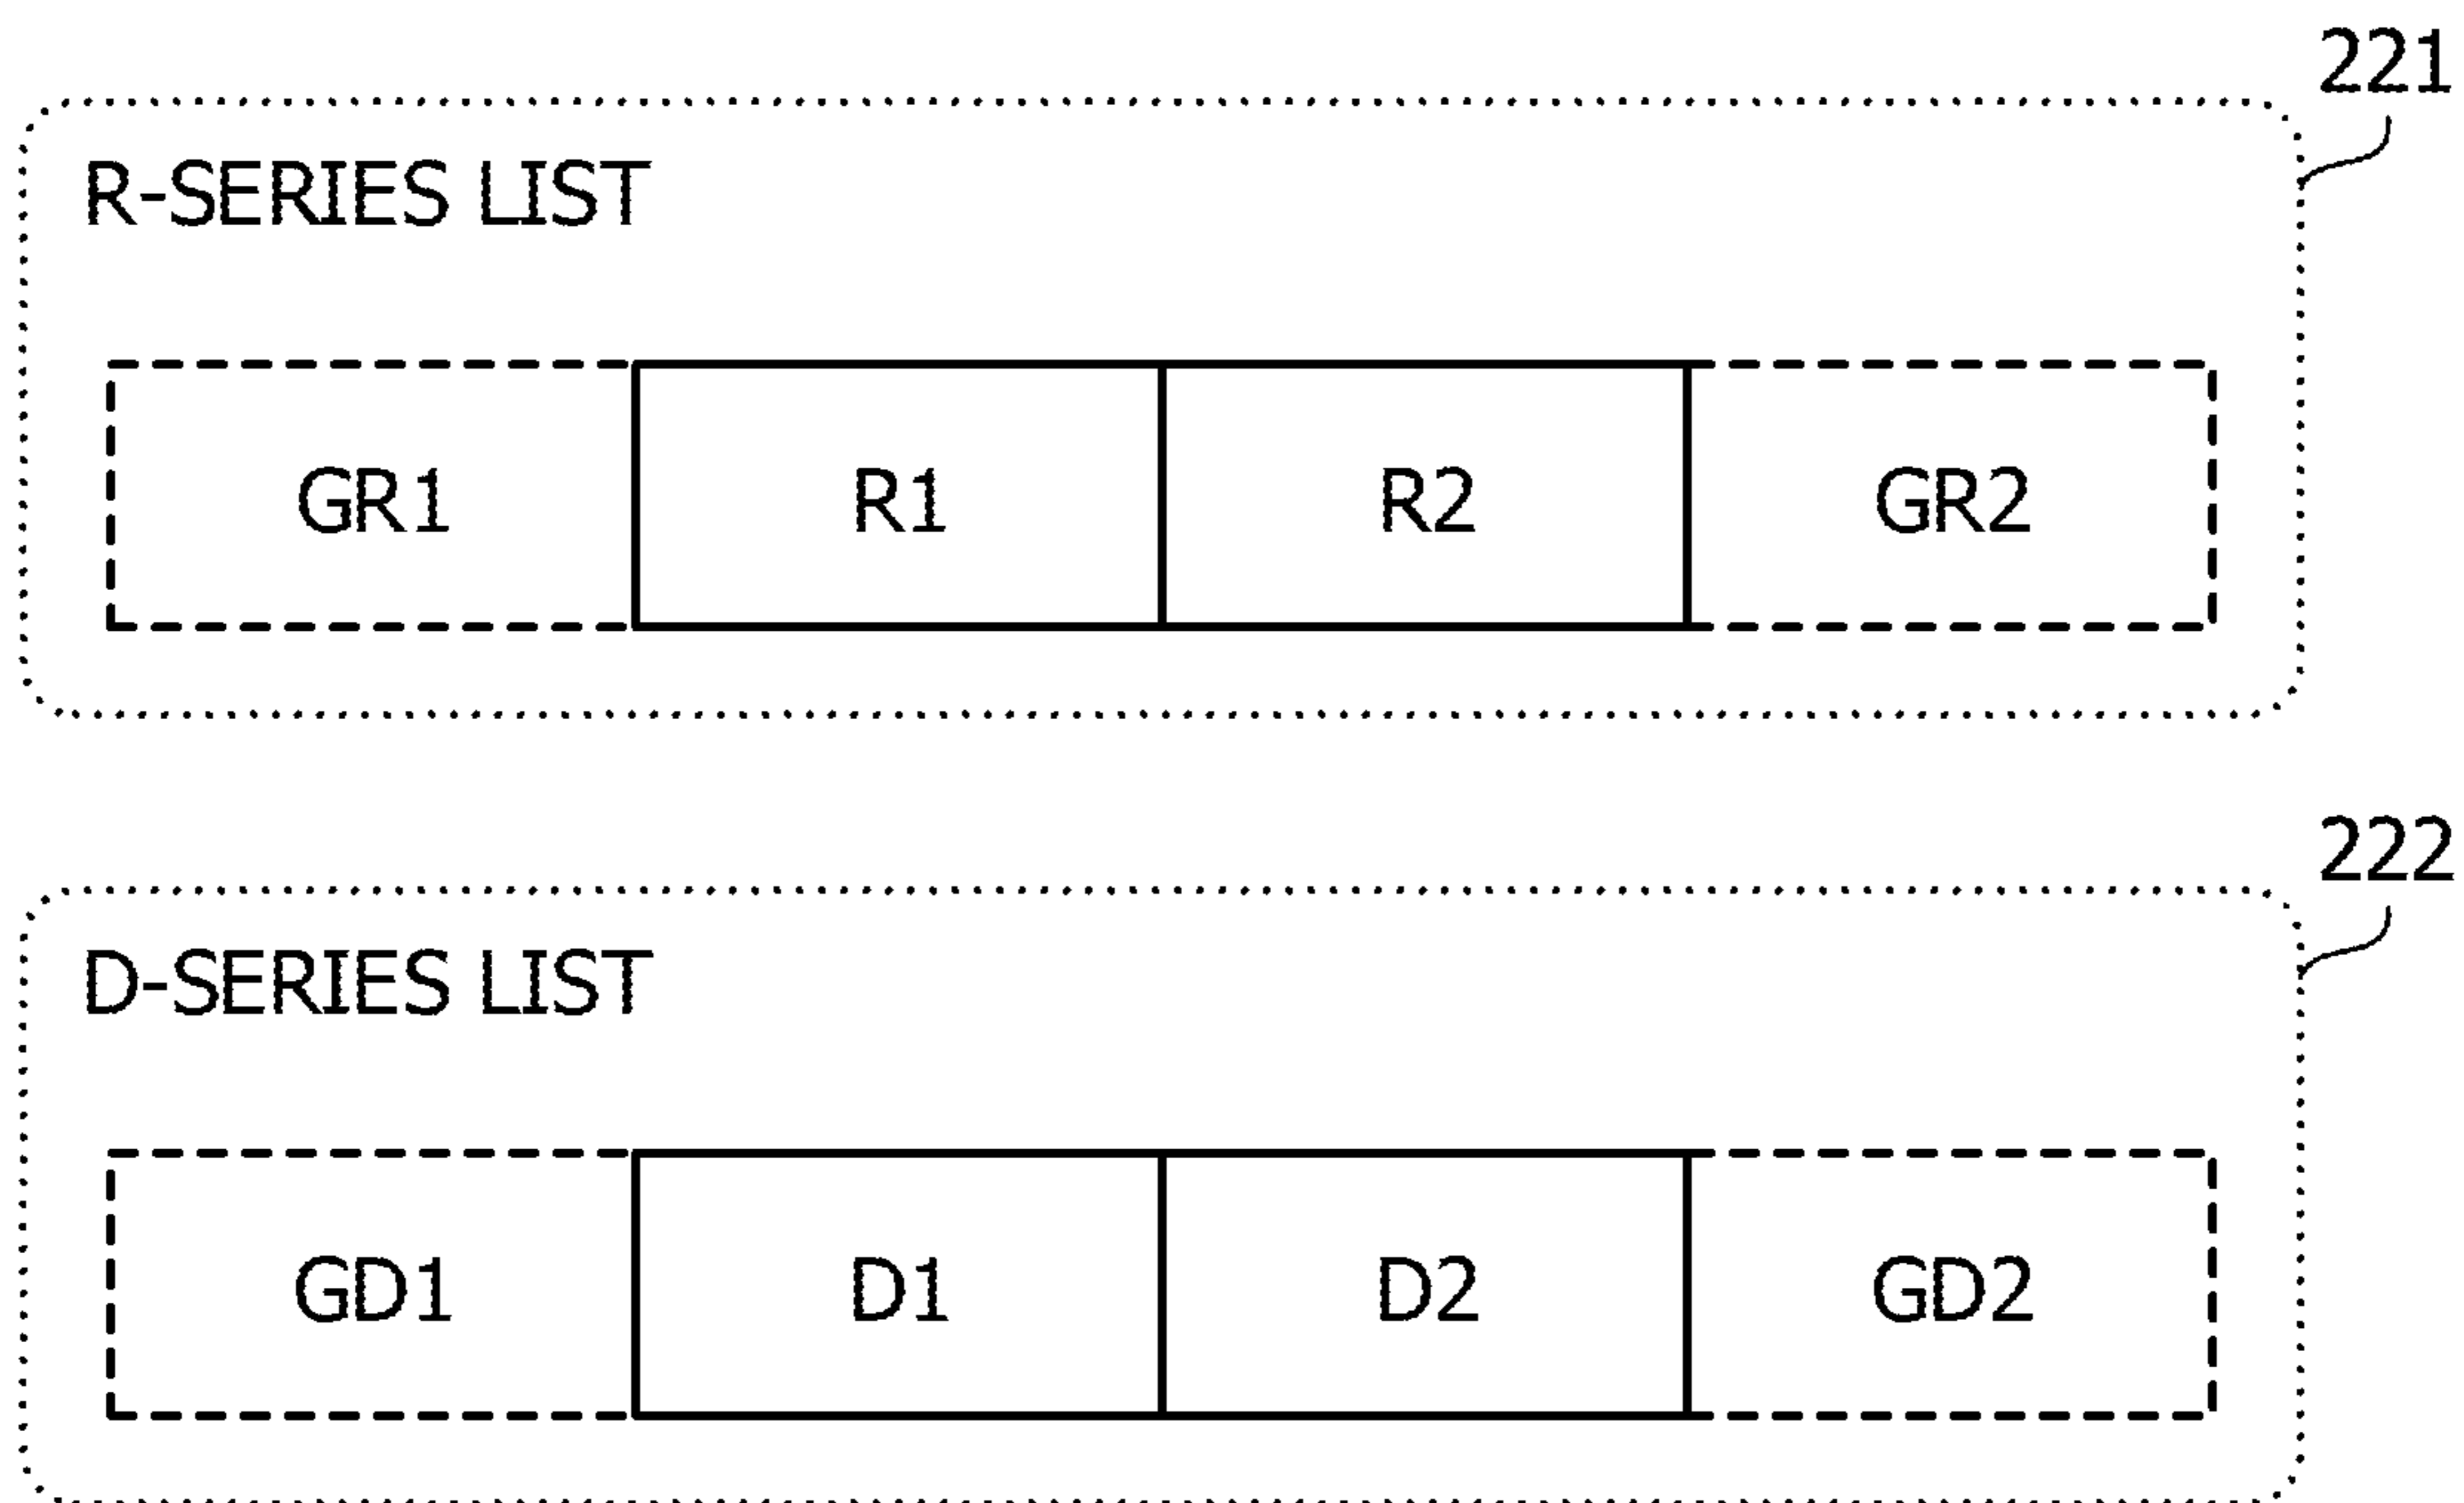 221
R-SERIES LIST
GR1 R1 R2 GR2
222
D-SERIES LIST
GD1 D1 D2 GD2